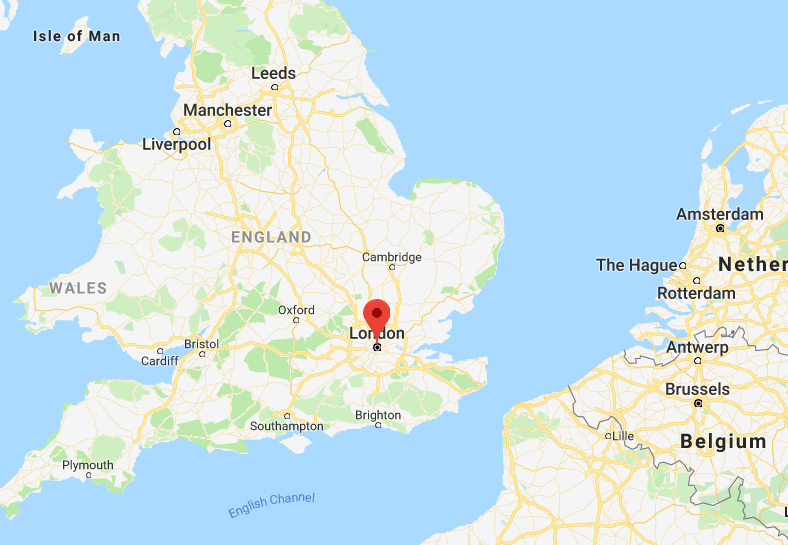 Isle of Man
Leeds
Manchester
Liverpool
Amsterdam
ENGLAND
Cambridge
The Hague
Nether
WALES
Rotterdam
Oxford
London
Bristol
Antwerp
Cardiff
Brussels
Brighton
Southampton
Lille
Belgium
Plymouth
English Channel
L